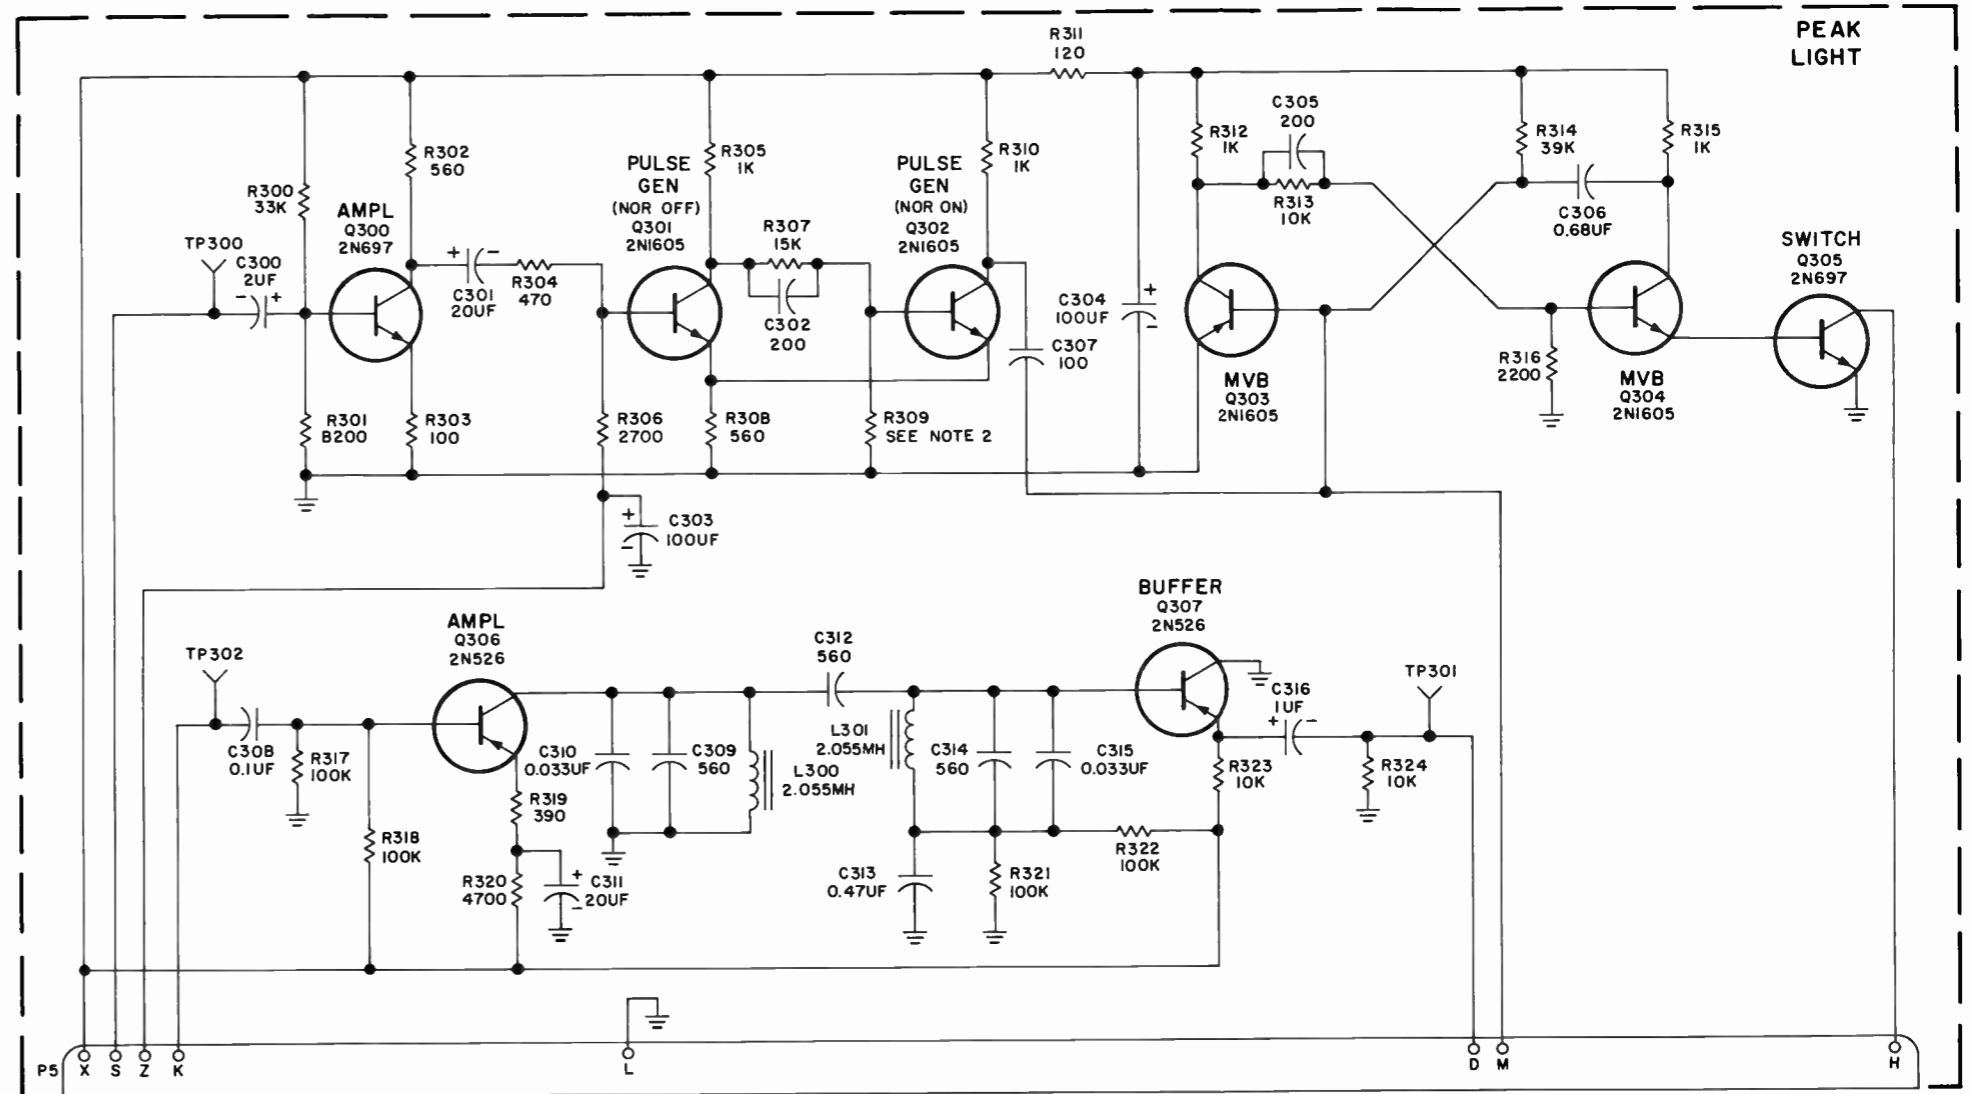 PEAK
LIGHT
R311
120
C305
200
R312
1K
R313
10K
R314
39K
R315
1K
C306
0.68UF
R302
560
R305
1K
R310
1K
PULSE
GEN
(NOR OFF)
Q301
2N1605
PULSE
GEN
(NOR ON)
Q302
2N1605
R300
33K
AMPL
Q300
2N697
R307
15K
TP300
C300
2UF
- +
+ -
C301
20UF
R304
470
C302
200
SWITCH
Q305
2N697
C304
100UF
+
-
C307
100
R316
2200
MVB
Q303
2N1605
MVB
Q304
2N1605
R301
8200
R303
100
R306
2700
R308
560
R309
SEE NOTE 2
+
-
C303
100UF
BUFFER
Q307
2N526
AMPL
Q306
2N526
C312
560
TP302
TP301
C316
1UF
+ -
C308
0.1UF
R317
100K
C310
0.033UF
C309
560
L300
2.055MH
L301
2.055MH
C314
560
C315
0.033UF
R323
10K
R324
10K
R319
390
R318
100K
R322
100K
R320
4700
+
-
C311
20UF
C313
0.47UF
R321
100K
P5 X S Z K L D M H